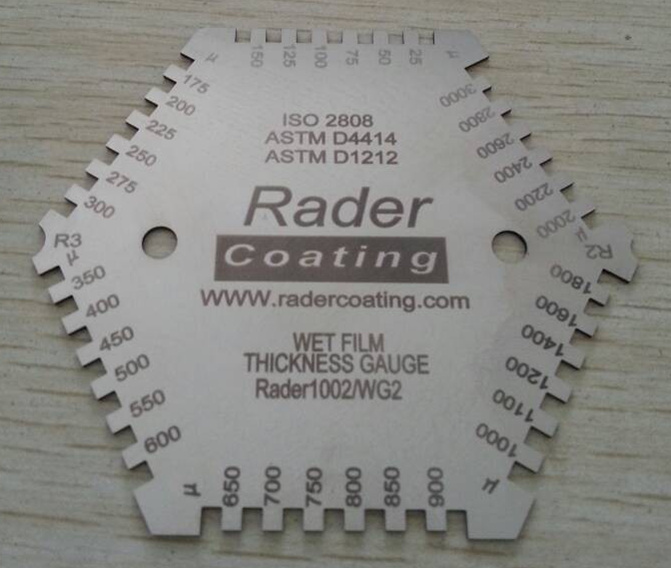 μ 150 125 100 75 50 25 μ
175
200
225
250
275
300
R3
μ
350
400
450
500
550
600
ISO 2808
ASTM D4414
ASTM D1212
Rader
Coating
WWW.radercoating.com
WET FILM
THICKNESS GAUGE
Rader1002/WG2
3000
2800
2600
2400
2200
2000
R2 μ
1800
1600
1400
1200
1100
1000
μ 650 700 750 800 850 900 μ